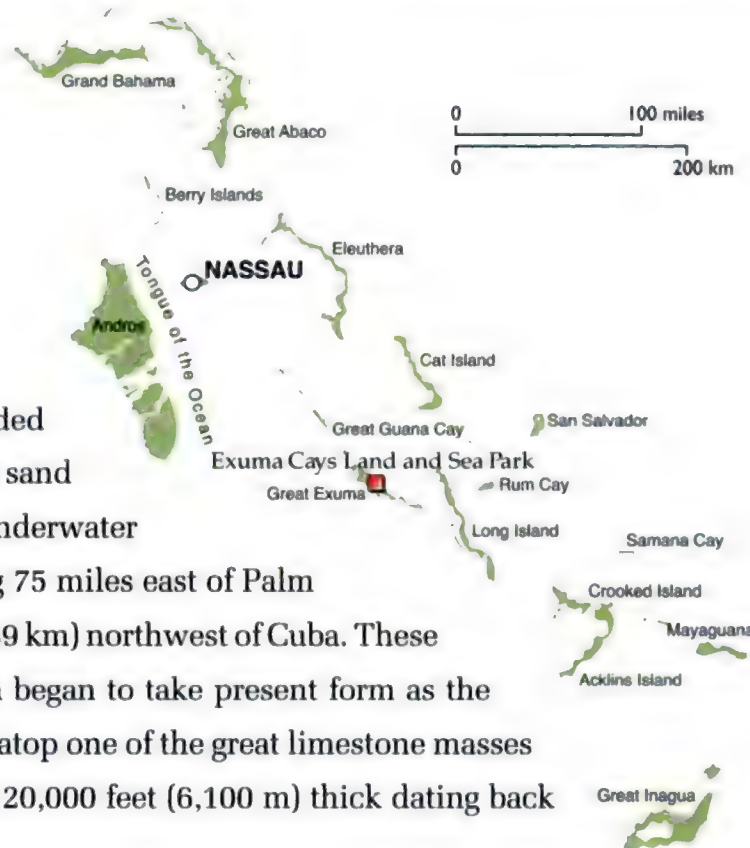 Grand Bahama
Great Abaco
0 100 miles
0 200 km
Berry Islands
Eleuthera
NASSAU
Tongue of the Ocean
Andros
Cat Island
Great Guana Cay
San Salvador
Exuma Cays Land and Sea Park
Great Exuma
Rum Cay
Long Island
Samana Cay
Crooked Island
Mayaguana
Acklins Island
Great Inagua
sand
75 miles east of Palm
km) northwest of Cuba. These
began to take present form as the
atop one of the great limestone masses
20,000 feet (6,100 m) thick dating back